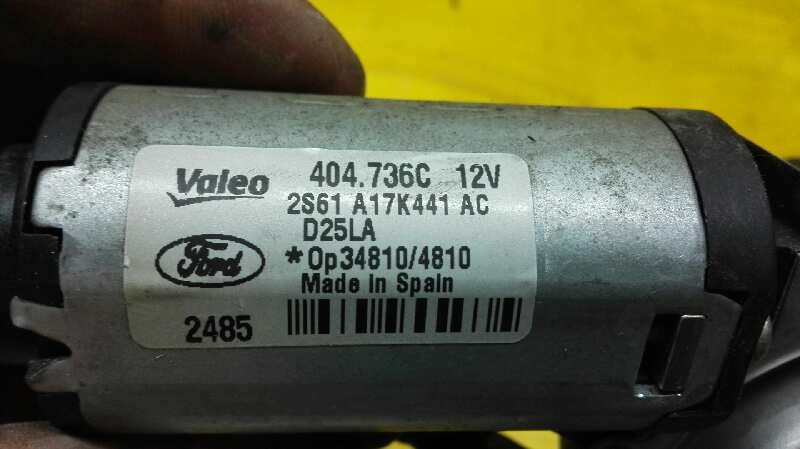 Valeo 404.736C 12V
2S61 A17K441 AC
D25LA
Ford *Op34810/4810
Made in Spain
2485